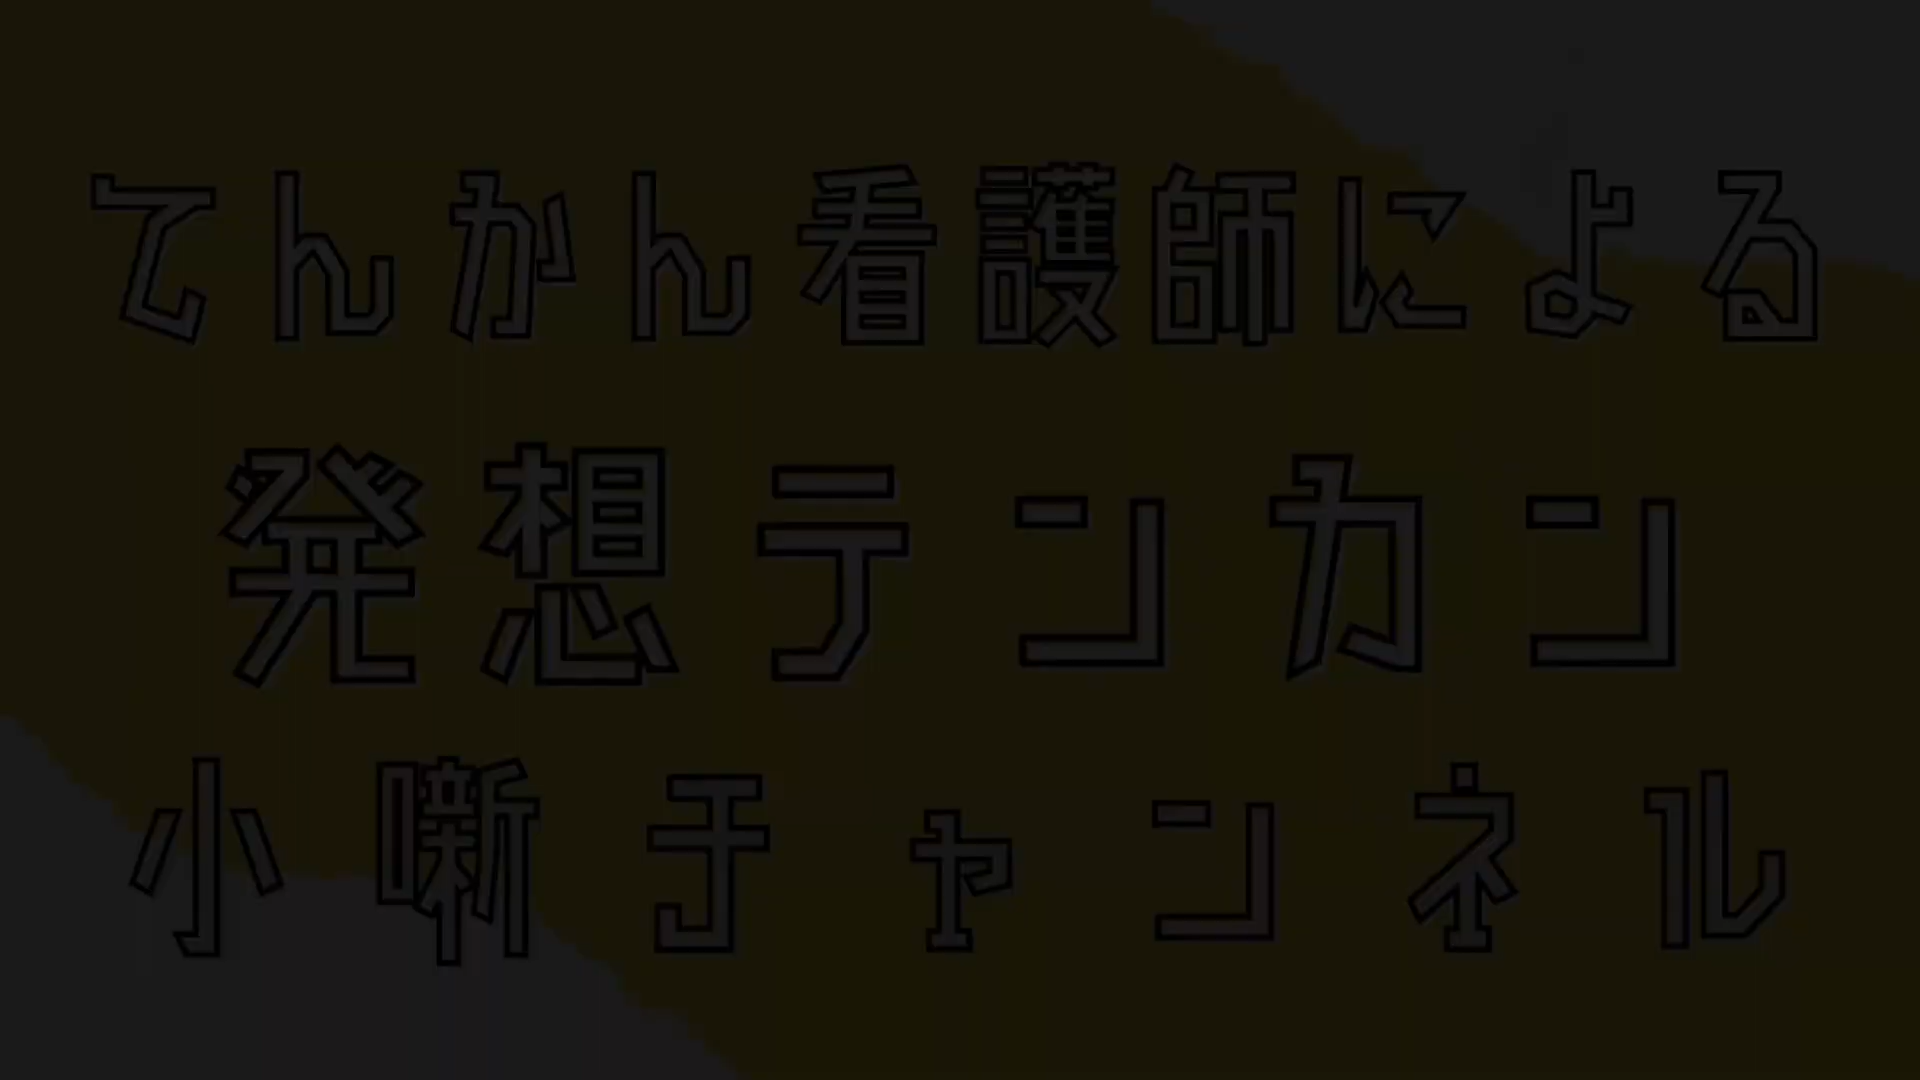 てんかん看護師による
発想テンカン
小噺チャンネル